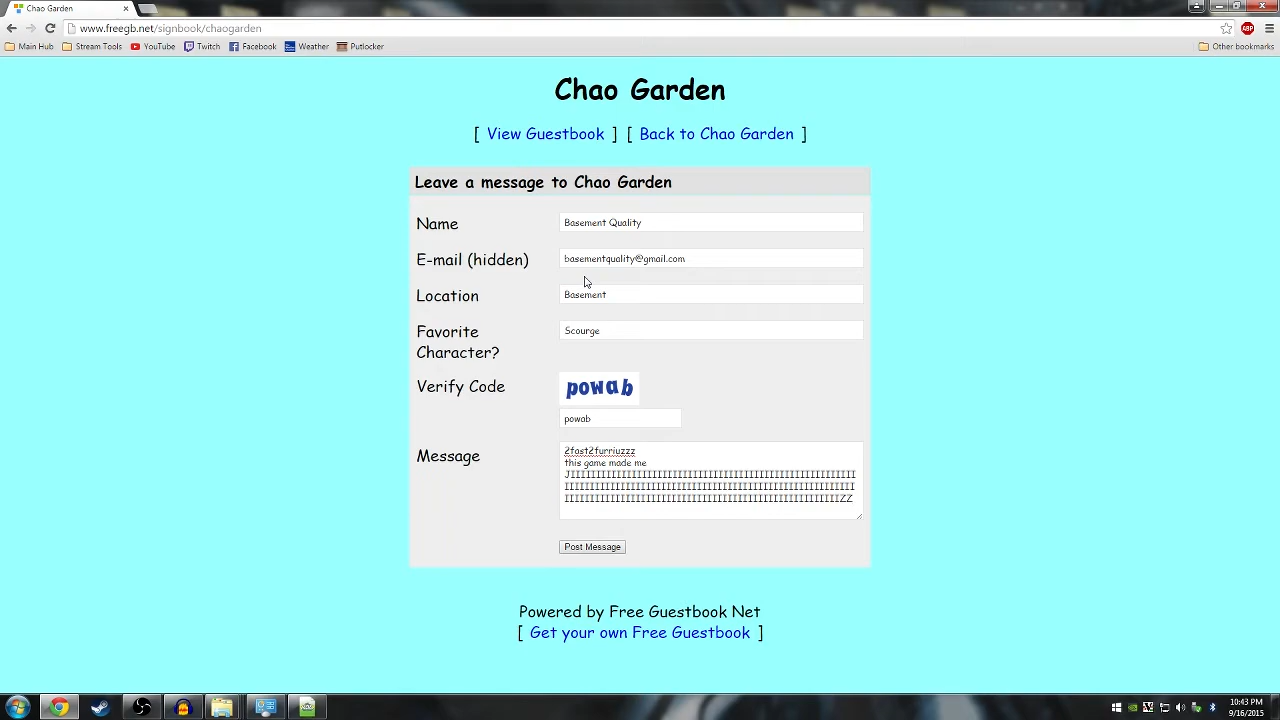 Chao Garden
www.freegb.net/signbook/chaogarden
Main Hub Stream Tools YouTube Twitch Facebook Weather Putlocker Other bookmarks
Chao Garden
[ View Guestbook ] [ Back to Chao Garden ]
Leave a message to Chao Garden
Name Basement Quality
E-mail (hidden) basementquality@gmail.com
Location Basement
Favorite Scourge
Character?
Verify Code powab
powab
Message 2fast2furriuzzz
this game made me
Post Message
Powered by Free Guestbook Net
[ Get your own Free Guestbook ]
10:43 PM
9/16/2015